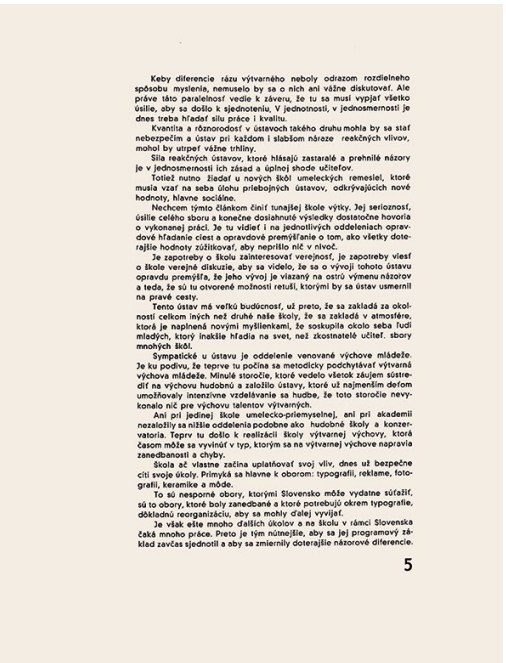 Keby diferencie rázu výtvarného neboly odrazom rozdielneho
spôsobu myslenia, nemuselo by sa o nich ani vážne diskutovať. Ale
práve táto paralelnosť vedie k záveru, že tu sa musí vypjať všetko
úsilie, aby sa došlo k sjednoteniu. V jednotnosti, v jednosmernosti je
dnes treba hľadať silu práce i kvalitu.
Kvantita a rôznorodosť v ústavoch takého druhu mohla by sa stať
nebezpečím a ústav pri každom i slabšom náraze reakčných vlivov,
mohol by utrpeť vážne trhliny.
Sila reakčných ústavov, ktoré hlásajú zastaralé a prehnilé názory
je v jednosmernosti ich zásad a úplnej shode učiteľov.
Totiež nutno žiadať u nových škôl umeleckých remesiel, ktoré
musia vzať na seba úlohu priebojných ústavov, odkrývajúcich nové
hodnoty, hlavne sociálne.
Nechcem týmto článkom činiť tunajšej škole výtky. Jej serioznosť,
úsilie celého sboru a konečne dosiahnuté výsledky dostatočne hovoria
o vykonanej práci. Je tu vidieť i na jednotlivých oddeleniach oprav-
dové hľadanie ciest a opravdové premýšľanie o tom, ako všetky dote-
rajšie hodnoty zúžitkovať, aby neprišlo nič v nivoč.
Je zapotreby o školu zainteresovať verejnosť, je zapotreby viesť
o škole verejné diskuzie, aby sa videlo, že sa o vývoji tohoto ústavu
opravdu premýšľa, že jeho vývoj je viazaný na ostrú výmenu názorov
a teda, že sú tu otvorené možnosti retuší, ktorými by sa ústav usmernil
na pravé cesty.
Tento ústav má veľkú budúcnosť, už preto, že sa zakladá za okol-
ností celkom iných než druhé naše školy, že sa zakladá v atmosfére,
ktorá je naplnená novými myšlienkami, že soskupila okolo seba ľudí
mladých, ktorý inakšie hľadia na svet, než zkostnatelé učiteľ. sbory
mnohých škôl.
Sympatické u ústavu je oddelenie venované výchove mládeže.
Je ku podivu, že teprv tu počína sa metodicky podchytávať výtvarná
výchova mládeže. Minulé storočie, ktoré vedelo všetok záujem sústre-
diť na výchovu hudobnú a založilo ústavy, ktoré už najmenším deťom
umožňovaly intenzívne vzdelávanie sa hudbe, že toto storočie nevy-
konalo nič pre výchovu talentov výtvarných.
Ani pri jedinej škole umelecko-priemyselnej, ani pri akademii
nezaložily sa nižšie oddelenia podobne ako hudobné školy a konzer-
vatoria. Teprv tu došlo k realizácii školy výtvarnej výchovy, ktorá
časom môže sa vyvinúť v typ, ktorým sa na výtvarnej výchove napravia
zanedbanosti a chyby.
Škola ač vlastne začína uplatňovať svoj vliv, dnes už bezpečne
cíti svoje úkoly. Primyká sa hlavne k oborom: typografii, reklame, foto-
grafii, keramike a môde.
To sú nesporné obory, ktorými Slovensko môže vydatne súťažiť,
sú to obory, ktoré boly zanedbané a ktoré potrebujú okrem typografie,
dôkladnú reorganizáciu, aby sa mohly ďalej vyvíjať.
Je však ešte mnoho ďalších úkolov a na školu v rámci Slovenska
čaká mnoho práce. Preto je tým nútnejšie, aby sa jej programový zá-
klad zavčas sjednotil a aby sa zmiernily doterajšie názorové diferencie.
5